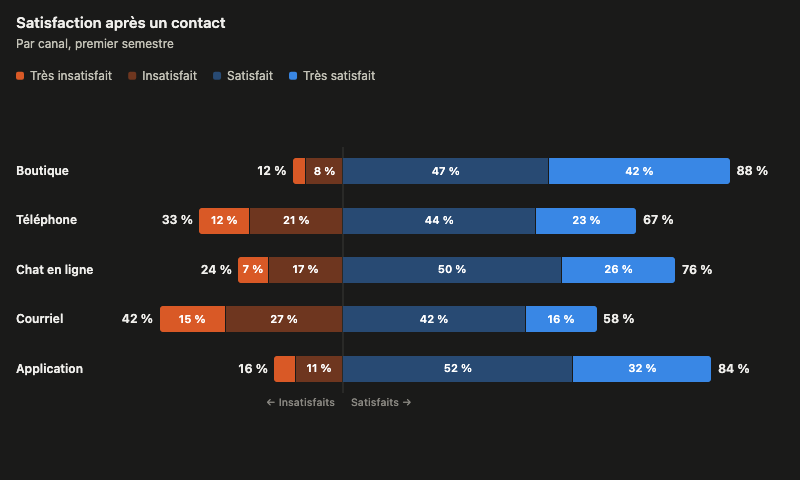 Satisfaction après un contact
Par canal, premier semestre
Très insatisfait Insatisfait Satisfait Très satisfait
Boutique 12 % 8 % 47 % 42 % 88 %
Téléphone 33 % 12 % 21 % 44 % 23 % 67 %
Chat en ligne 24 % 7 % 17 % 50 % 26 % 76 %
Courriel 42 % 15 % 27 % 42 % 16 % 58 %
Application 16 % 11 % 52 % 32 % 84 %
← Insatisfaits Satisfaits →